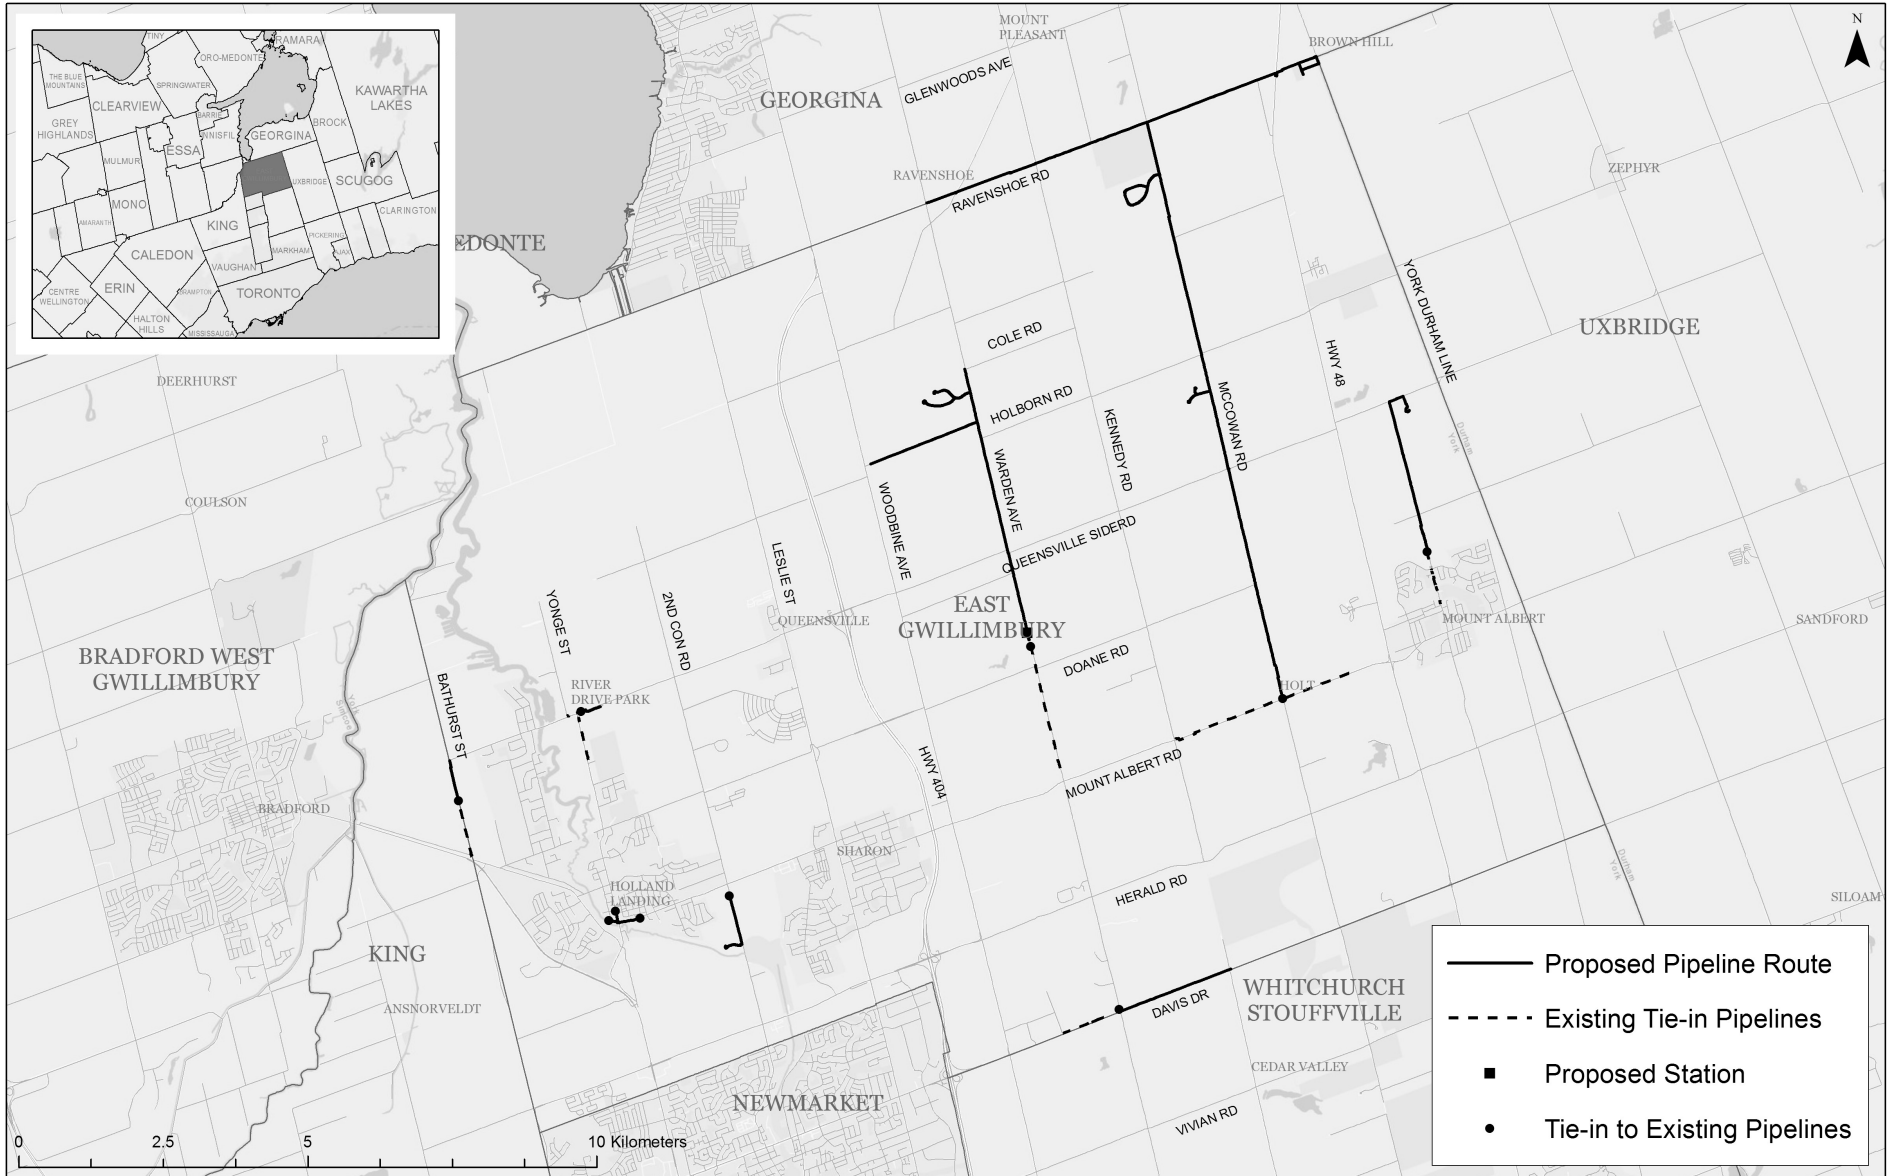 TINY
RAMARA
ORO-MEDONTE
THE BLUE
MOUNTAINS
SPRINGWATER
KAWARTHA
LAKES
CLEARVIEW
BARRIE
GREY
HIGHLANDS
INNISFIL
GEORGINA
BROCK
ESSA
MULMUR
UXBRIDGE
SCUGOG
MONO
AMARANTH
KING
CLARINGTON
PICKERING
CALEDON
MARKHAM
AJAX
VAUGHAN
CENTRE
WELLINGTON
ERIN
BRAMPTON
TORONTO
HALTON
HILLS
MISSISSAUGA
N
MOUNT
PLEASANT
BROWN HILL
GLENWOODS AVE
GEORGINA
RAVENSHOE
RAVENSHOE RD
ZEPHYR
EDONTE
YORK DURHAM LINE
UXBRIDGE
COLE RD
HWY 48
DEERHURST
HOLBORN RD
MCCOWAN RD
KENNEDY RD
Durham
York
WARDEN AVE
COULSON
WOODBINE AVE
QUEENSVILLE SIDERD
LESLIE ST
YONGE ST
2ND CON RD
QUEENSVILLE
EAST
GWILLIMBURY
MOUNT ALBERT
SANDFORD
BRADFORD WEST
GWILLIMBURY
DOANE RD
RIVER
DRIVE PARK
HOLT
York
Simcoe
BATHURST ST
HWY 404
MOUNT ALBERT RD
BRADFORD
SHARON
Durham
York
HOLLAND
LANDING
HERALD RD
SILOAM
KING
WHITCHURCH
STOUFFVILLE
DAVIS DR
ANSNORVELDT
CEDAR VALLEY
NEWMARKET
VIVIAN RD
0
2.5
5
10 Kilometers
Proposed Pipeline Route
Existing Tie-in Pipelines
Proposed Station
Tie-in to Existing Pipelines